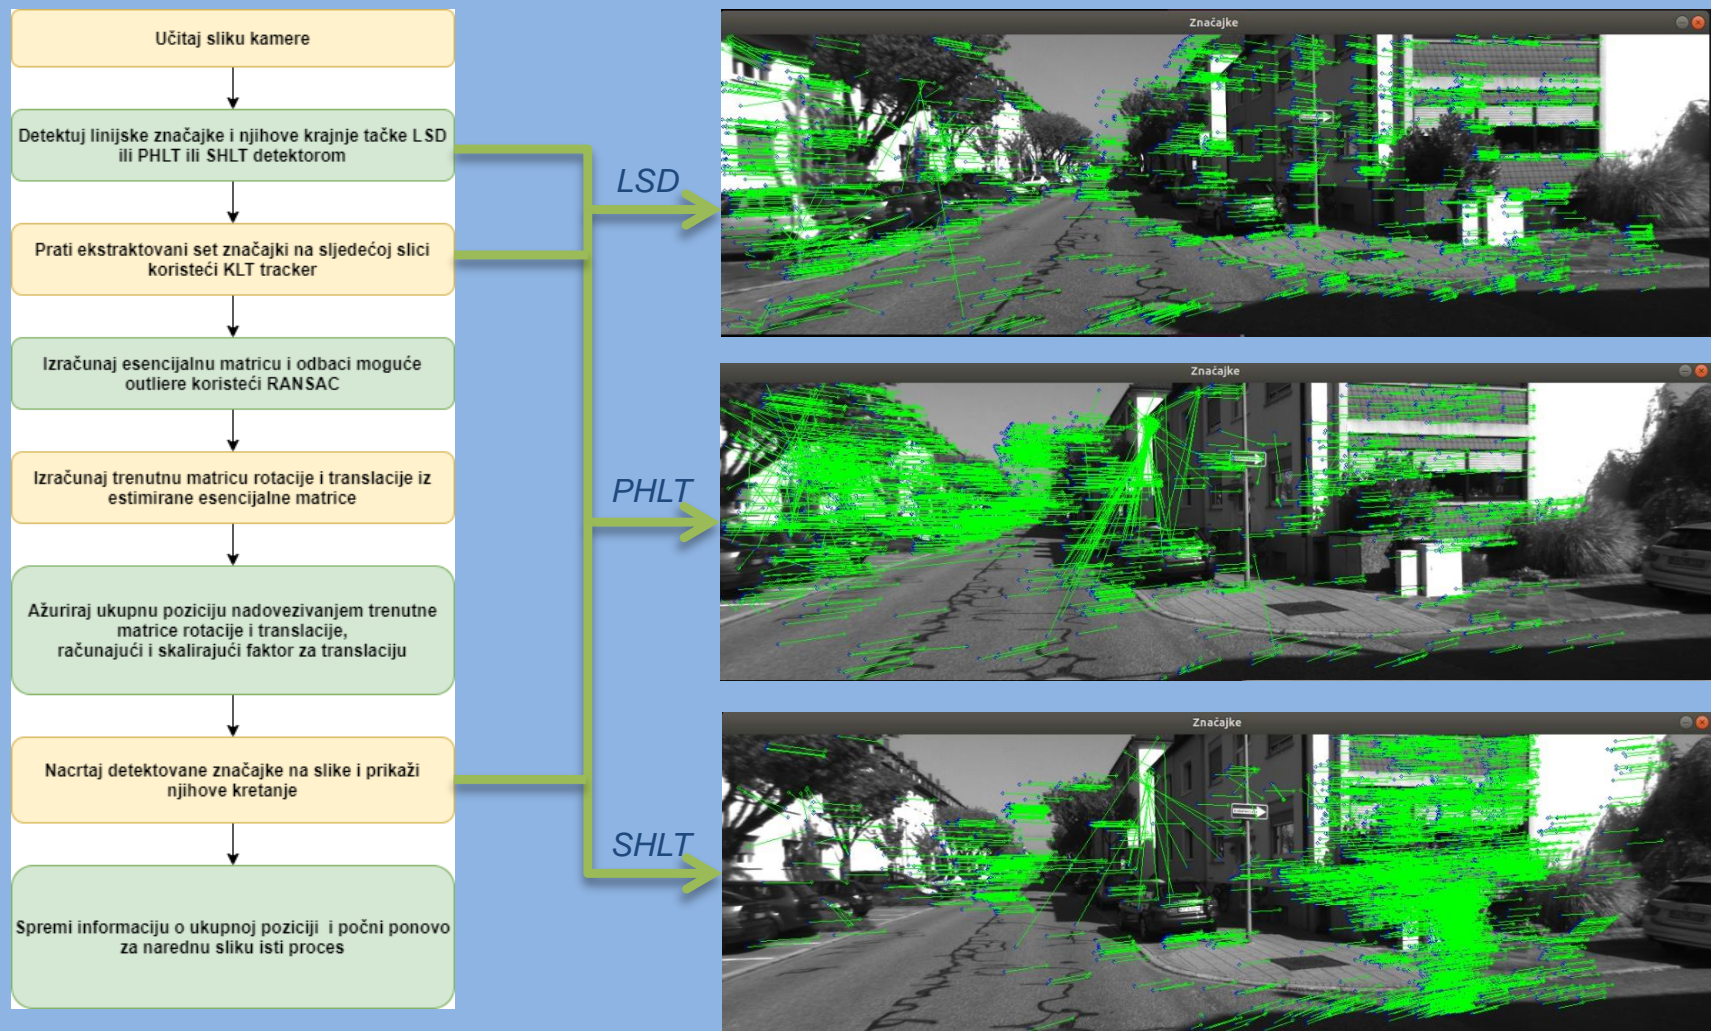 Učitaj sliku kamere
Detektuj linijske značajke i njihove krajnje tačke LSD
ili PHLT ili SHLT detektorom
Prati ekstraktovani set značajki na sljedećoj slici
koristeći KLT tracker
Izračunaj esencijalnu matricu i odbaci moguće
outliere koristeći RANSAC
Izračunaj trenutnu matricu rotacije i translacije iz
estimirane esencijalne matrice
Ažuriraj ukupnu poziciju nadovezivanjem trenutne
matrice rotacije i translacije,
računajući i skalirajući faktor za translaciju
Nacrtaj detektovane značajke na slike i prikaži
njihove kretanje
Spremi informaciju o ukupnoj poziciji i počni ponovo
za narednu sliku isti proces
LSD
PHLT
SHLT
Značajke
Značajke
Značajke